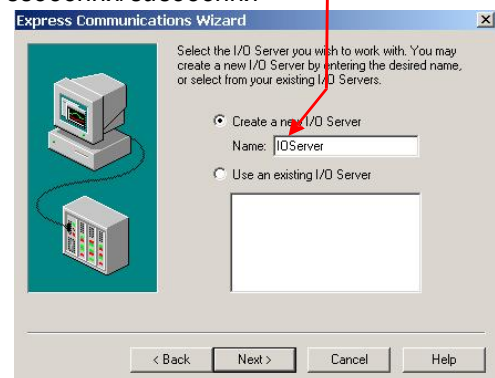 Express Communications Wizard
Select the I/O Server you wish to work with. You may
create a new I/O Server by entering the desired name,
or select from your existing I/O Servers.
Create a new I/O Server
Name: IOServer
Use an existing I/O Server
< Back Next > Cancel Help